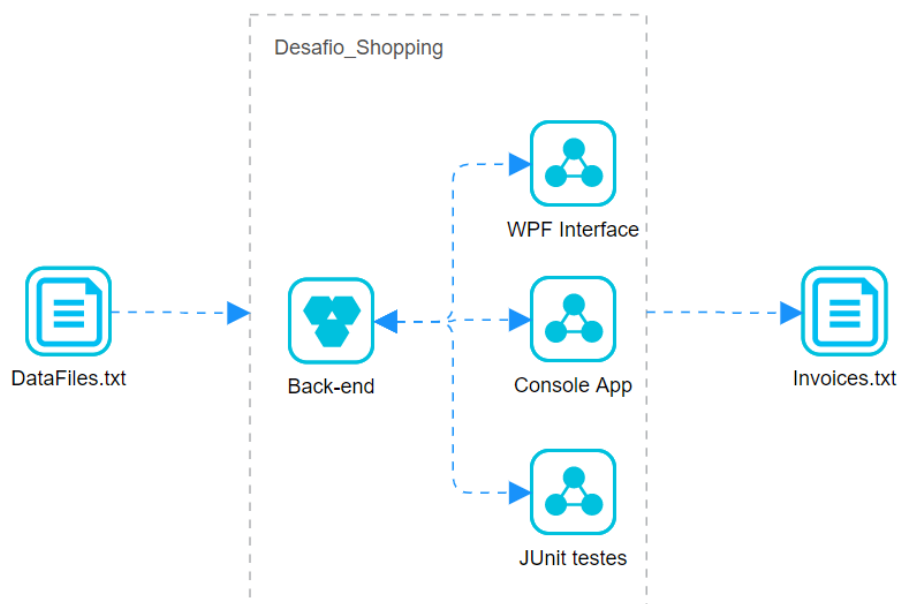 Desafio_Shopping
WPF Interface
DataFiles.txt
Back-end
Console App
Invoices.txt
JUnit testes